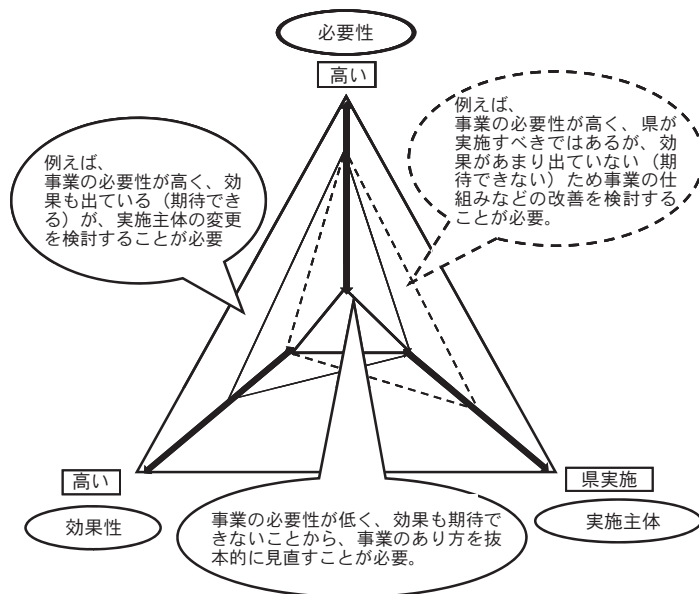 必要性
高い
例えば、
事業の必要性が高く、効
果も出ている（期待でき
る）が、実施主体の変更
を検討することが必要
例えば、
事業の必要性が高く、県が
実施すべきではあるが、効
果があまり出ていない（期
待できない）ため事業の仕
組みなどの改善を検討する
ことが必要。
高い
効果性
事業の必要性が低く、効果も期待で
きないことから、事業のあり方を抜
本的に見直すことが必要。
県実施
実施主体